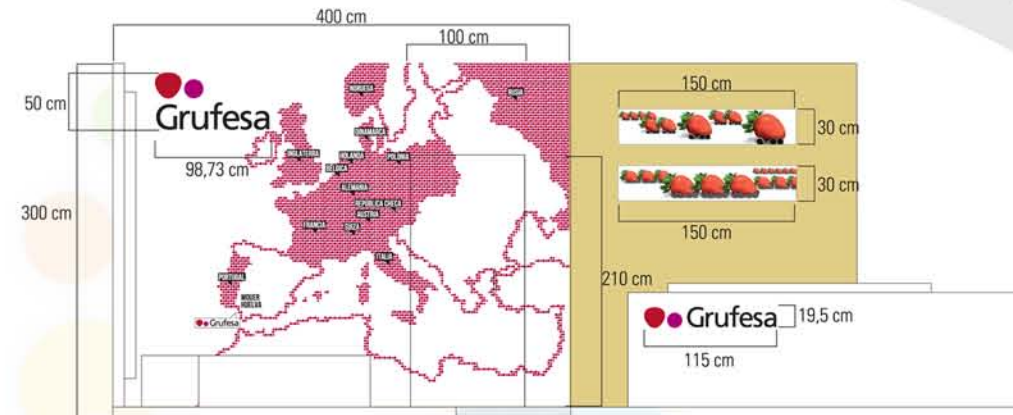 400 cm
100 cm
50 cm
Grufesa
98,73 cm
300 cm
NORUEGA
RUSIA
DINAMARCA
INGLATERRA
HOLANDA
POLONIA
BELGICA
ALEMANIA
REPÚBLICA CHECA
AUSTRIA
FRANCIA
SUIZA
ITALIA
PORTUGAL
MOGUER
HUELVA
Grufesa
150 cm
30 cm
30 cm
150 cm
210 cm
Grufesa
19,5 cm
115 cm